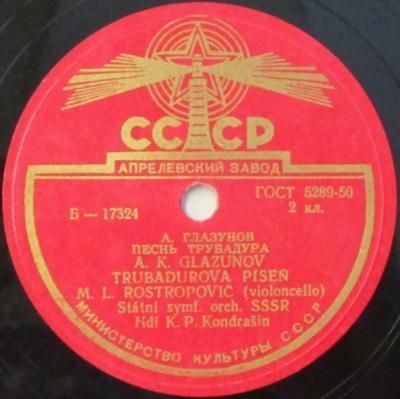 СССР
АПРЕЛЕВСКИЙ ЗАВОД
ГОСТ 5289-50
Б — 17324
2 кл.
А. ГЛАЗУНОВ
ПЕСНЬ ТРУБАДУРА
A. K. GLAZUNOV
TRUBADUROVA PÍSEŇ
M. L. ROSTROPOVIČ (violoncello)
Státní symf. orch. SSSR
řídí K. P. Kondrašin
МИНИСТЕРСТВО КУЛЬТУРЫ СССР